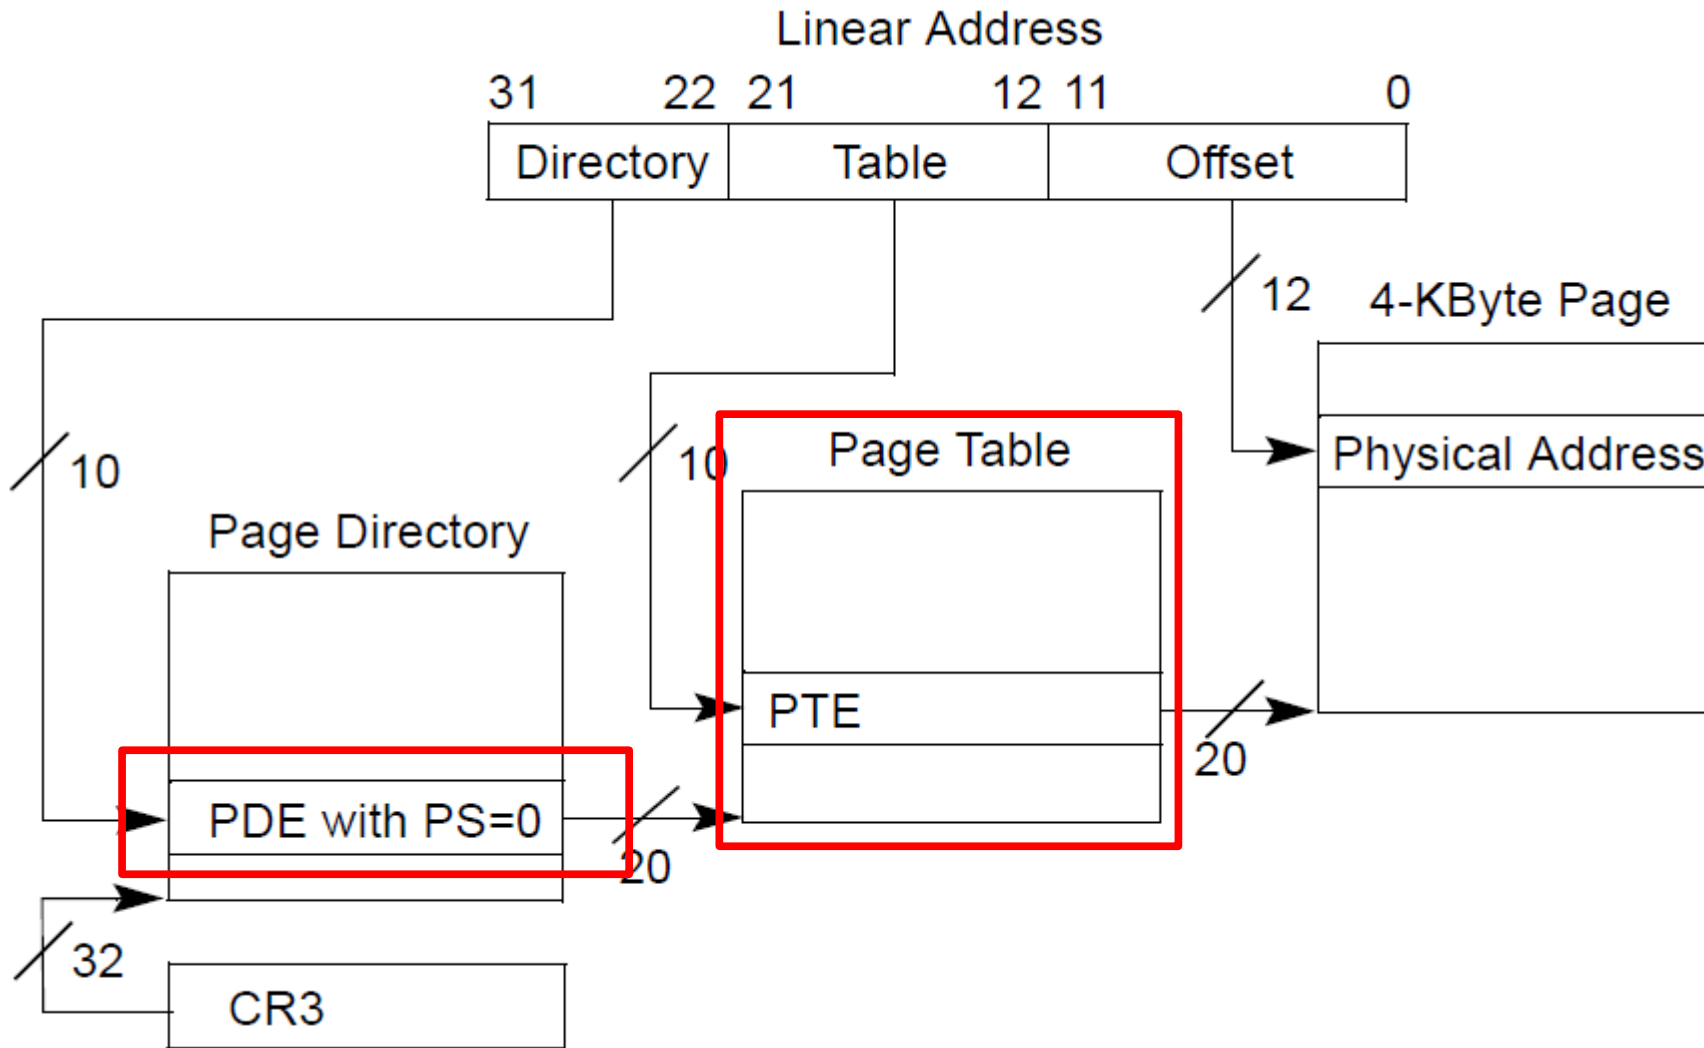 Linear Address
31 22 21 12 11 0
Directory Table Offset
12
4-KByte Page
10
10
Page Table
Physical Address
Page Directory
PTE
20
PDE with PS=0
20
32
CR3